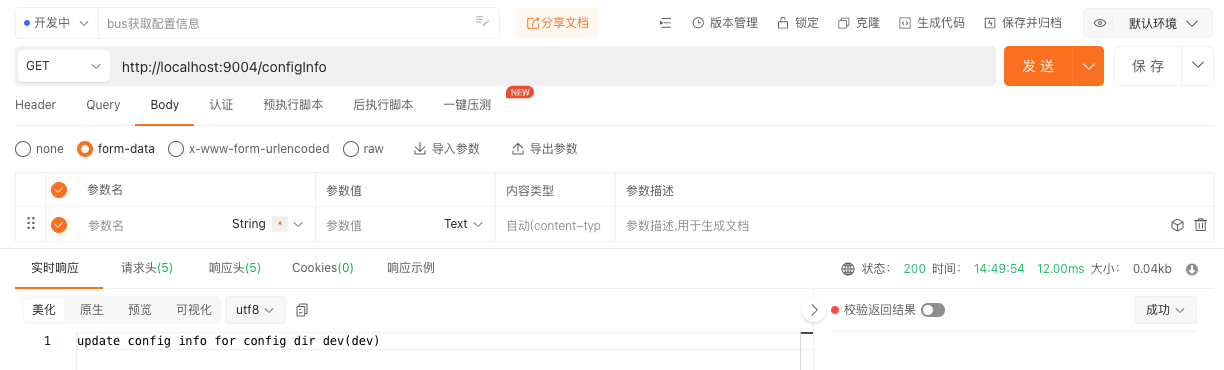 开发中 bus获取配置信息 分享文档 版本管理 锁定 克隆 生成代码 保存并归档 默认环境
GET http://localhost:9004/configInfo 发 送 保 存
Header Query Body 认证 预执行脚本 后执行脚本 一键压测 NEW
none form-data x-www-form-urlencoded raw 导入参数 导出参数
参数名 参数值 内容类型 参数描述
参数名 String * 参数值 Text 自动(content-typ 参数描述,用于生成文档
实时响应 请求头(5) 响应头(5) Cookies(0) 响应示例 状态： 200 时间： 14:49:54 12.00ms 大小： 0.04kb
美化 原生 预览 可视化 utf8 校验返回结果 成功
1 update config info for config dir dev(dev)